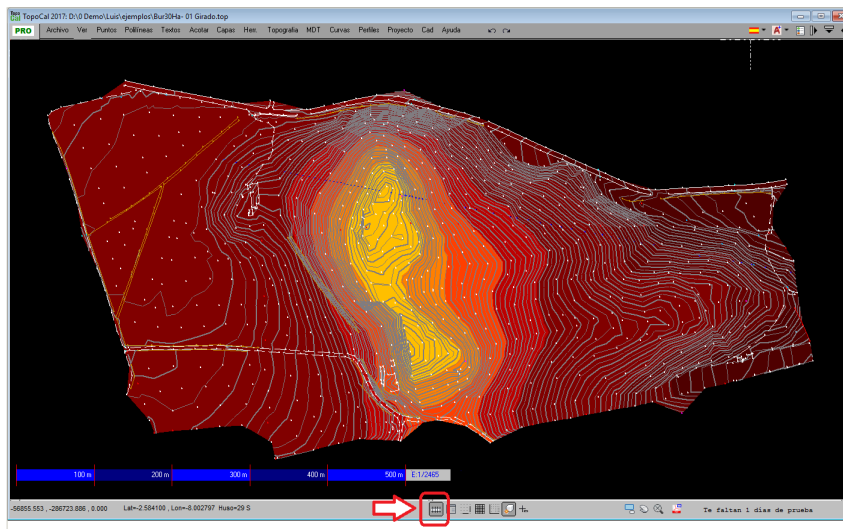 TopoCal 2017: D:\0 Demo\Luis\ejemplos\Bur30Ha- 01 Girado.top
PRO Archivo Ver Puntos Polilíneas Textos Acotar Capas Herr. Topografía MDT Curvas Perfiles Proyecto Cad Ayuda
100 m 200 m 300 m 400 m 500 m E:1/2465
-56855.553 , -286723.886 , 0.000 Lat=-2.584100 , Lon=-8.002797 Huso=29 S Te faltan 1 dias de prueba